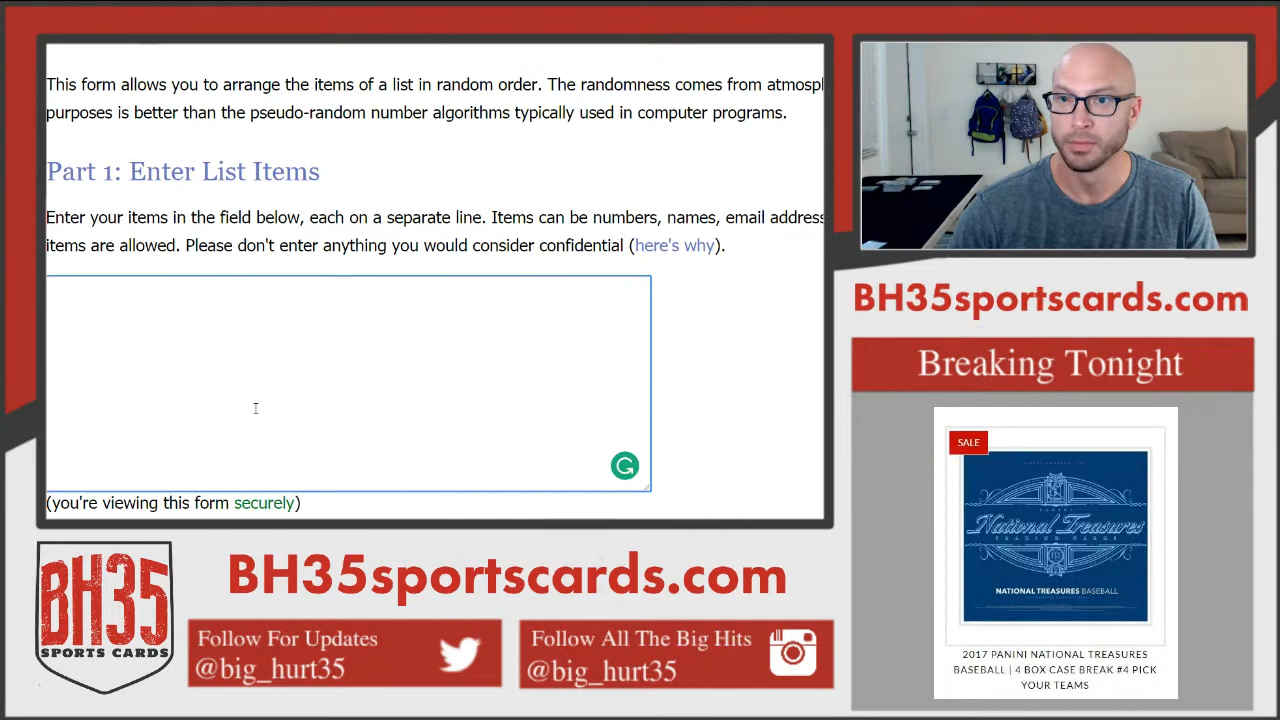 This form allows you to arrange the items of a list in random order. The randomness comes from atmosph
purposes is better than the pseudo-random number algorithms typically used in computer programs.
Part 1: Enter List Items
Enter your items in the field below, each on a separate line. Items can be numbers, names, email address
items are allowed. Please don't enter anything you would consider confidential (here's why).
(you're viewing this form securely)
BH35sportscards.com
Breaking Tonight
SALE
PANINI
National Treasures
TRADING CARDS
NATIONAL TREASURES BASEBALL
2017 PANINI NATIONAL TREASURES
BASEBALL | 4 BOX CASE BREAK #4 PICK
YOUR TEAMS
BH35
SPORTS CARDS
BH35sportscards.com
Follow For Updates
@big_hurt35
Follow All The Big Hits
@big_hurt35